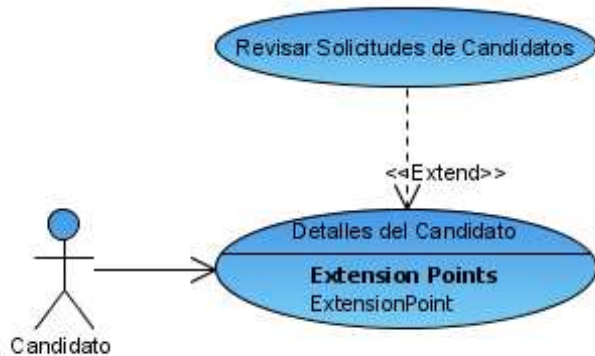 Revisar Solicitudes de Candidatos
<<Extend>>
Detalles del Candidato
Extension Points
ExtensionPoint
Candidato